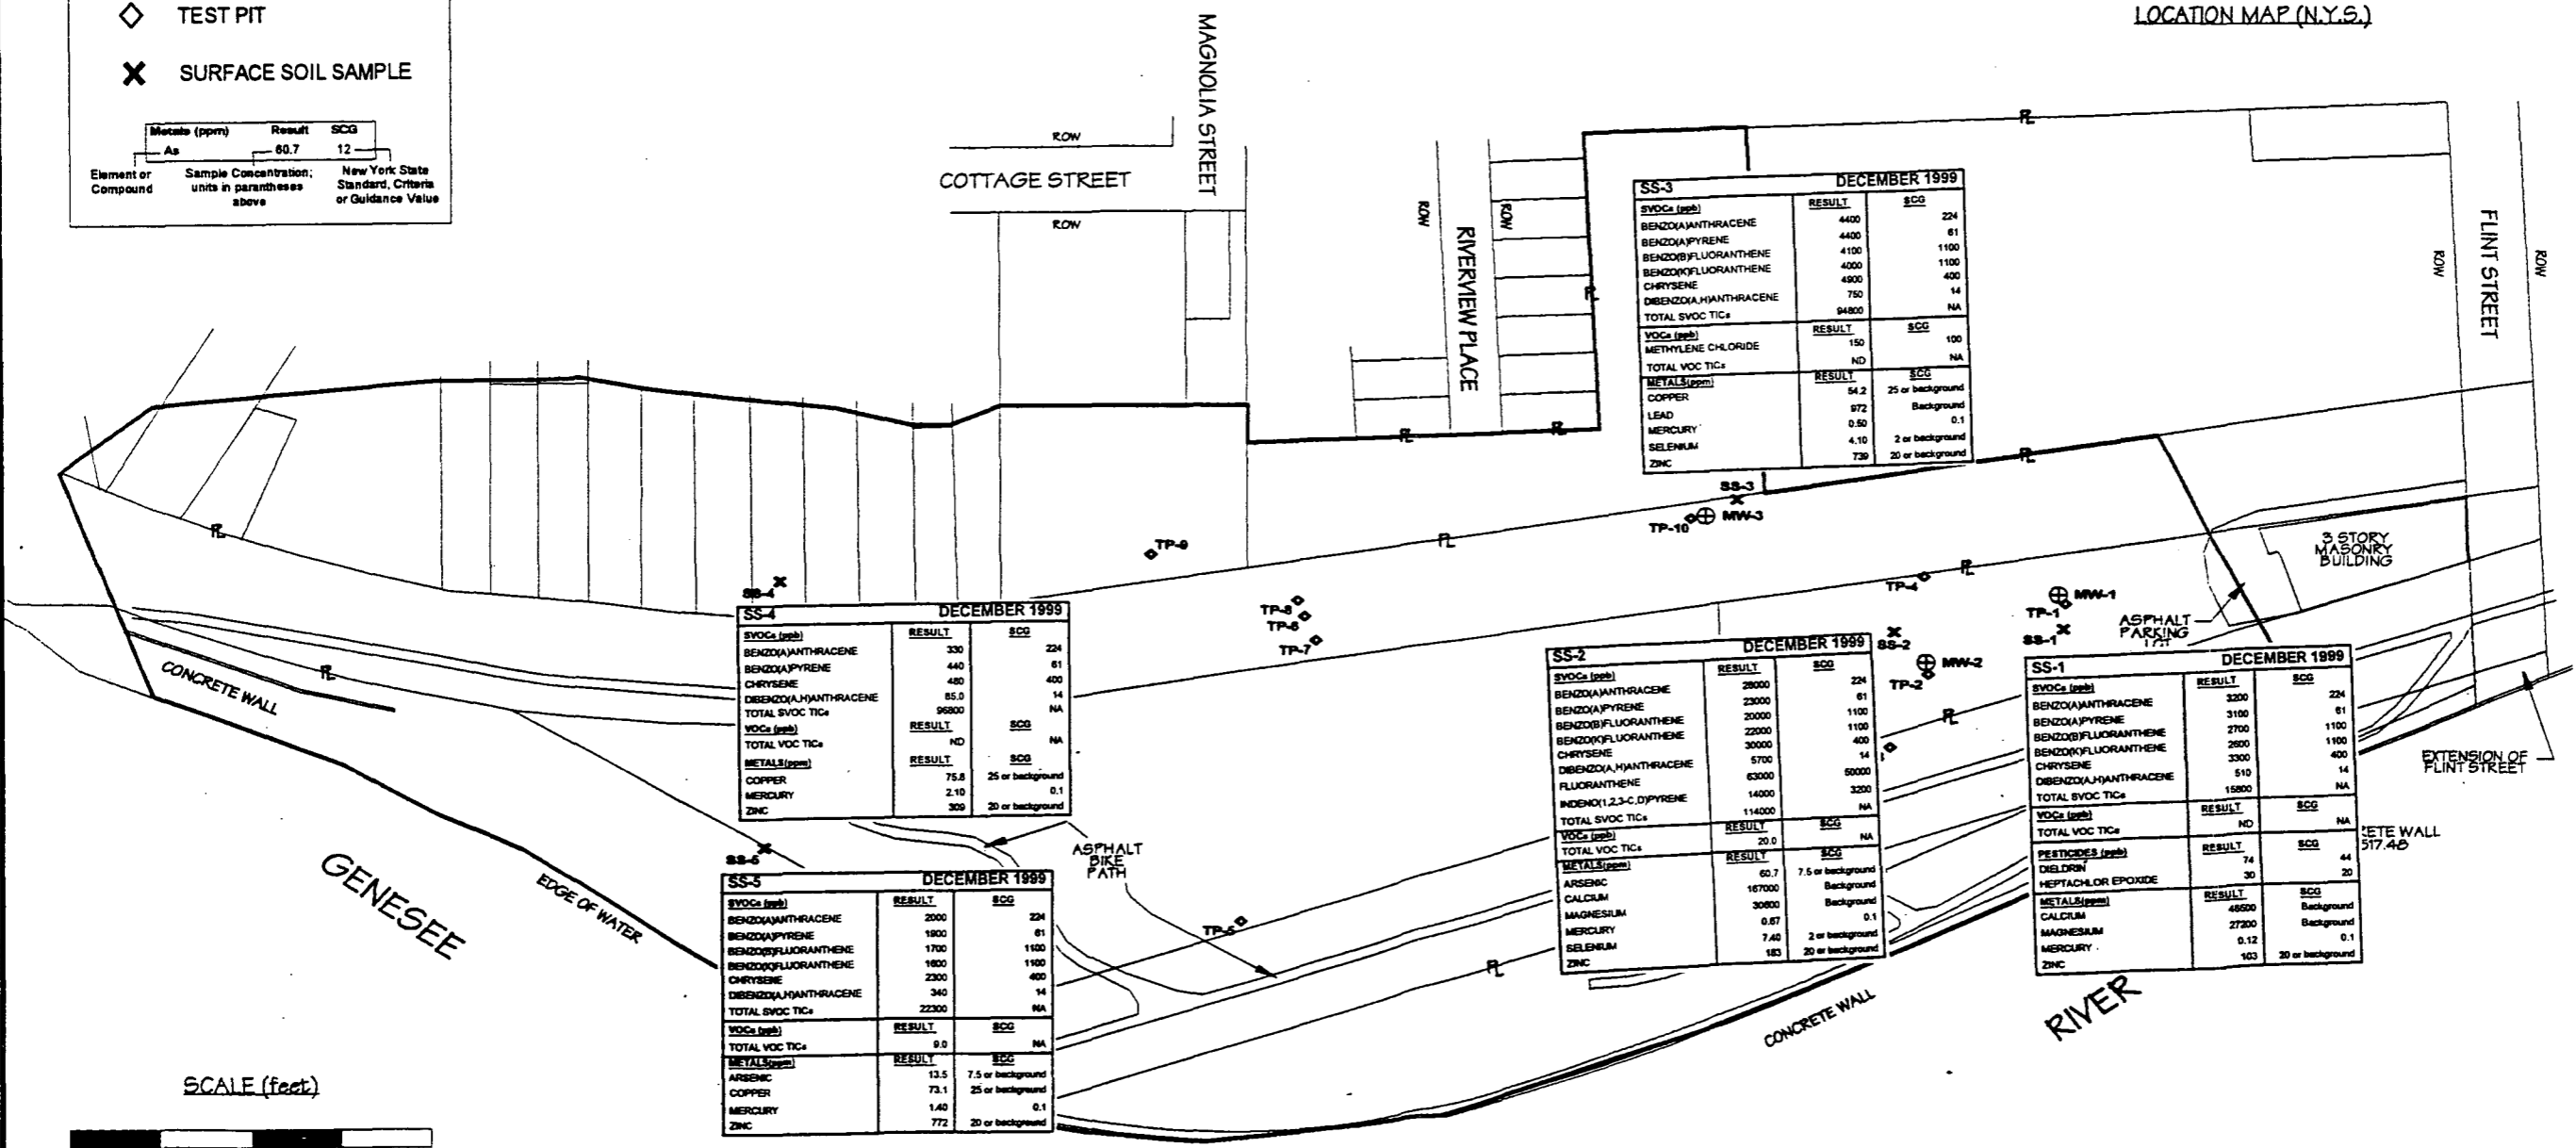 TEST PIT
SURFACE SOIL SAMPLE
Metals (ppm) Result SCG
As 60.7 12
Element or Compound
Sample Concentration; units in parantheses above
New York State Standard, Criteria or Guidance Value
LOCATION MAP (N.Y.S.)
MAGNOLIA STREET
ROW
COTTAGE STREET
ROW
ROW
RIVERVIEW PLACE
ROW
ROW
FLINT STREET
ROW
PL
PL
PL
PL
PL
PL
PL
PL
PL
PL
PL
SS-3 DECEMBER 1999
SVOCs (ppb) RESULT SCG
BENZO(A)ANTHRACENE 4400 224
BENZO(A)PYRENE 4400 61
BENZO(B)FLUORANTHENE 4100 1100
BENZO(K)FLUORANTHENE 4000 1100
CHRYSENE 4900 400
DIBENZO(A,H)ANTHRACENE 750 14
TOTAL SVOC TICs 94800 NA
VOCs (ppb) RESULT SCG
METHYLENE CHLORIDE 150 100
TOTAL VOC TICs ND NA
METALS(ppm) RESULT SCG
COPPER 54.2 25 or background
LEAD 972 Background
MERCURY 0.50 0.1
SELENIUM 4.10 2 or background
ZINC 739 20 or background
SS-3
TP-10
MW-3
TP-9
TP-8
TP-6
TP-7
TP-4
TP-1
MW-1
SS-1
SS-2
MW-2
TP-2
TP-5
SS-4
SS-5
3 STORY
MASONRY
BUILDING
ASPHALT
PARKING
EXTENSION OF
FLINT STREET
CONCRETE WALL
SS-4 DECEMBER 1999
SVOCs (ppb) RESULT SCG
BENZO(A)ANTHRACENE 330 224
BENZO(A)PYRENE 440 61
CHRYSENE 480 400
DIBENZO(A,H)ANTHRACENE 85.0 14
TOTAL SVOC TICs 96800 NA
VOCs (ppb) RESULT SCG
TOTAL VOC TICs ND NA
METALS(ppm) RESULT SCG
COPPER 75.8 25 or background
MERCURY 2.10 0.1
ZINC 309 20 or background
SS-2 DECEMBER 1999
SVOCs (ppb) RESULT SCG
BENZO(A)ANTHRACENE 28000 224
BENZO(A)PYRENE 23000 61
BENZO(B)FLUORANTHENE 20000 1100
BENZO(K)FLUORANTHENE 22000 1100
CHRYSENE 30000 400
DIBENZO(A,H)ANTHRACENE 5700 14
FLUORANTHENE 63000 50000
INDENO(1,2,3-C,D)PYRENE 14000 3200
TOTAL SVOC TICs 114000 NA
VOCs (ppb) RESULT SCG
TOTAL VOC TICs 20.0 NA
METALS(ppm) RESULT SCG
ARSENIC 60.7 7.5 or background
CALCIUM 167000 Background
MAGNESIUM 30600 Background
MERCURY 0.67 0.1
SELENIUM 7.40 2 or background
ZINC 183 20 or background
SS-1 DECEMBER 1999
SVOCs (ppb) RESULT SCG
BENZO(A)ANTHRACENE 3200 224
BENZO(A)PYRENE 3100 61
BENZO(B)FLUORANTHENE 2700 1100
BENZO(K)FLUORANTHENE 2600 1100
CHRYSENE 3300 400
DIBENZO(A,H)ANTHRACENE 510 14
TOTAL SVOC TICs 15800 NA
VOCs (ppb) RESULT SCG
TOTAL VOC TICs ND NA
PESTICIDES (ppb) RESULT SCG
DIELDRIN 74 44
HEPTACHLOR EPOXIDE 30 20
METALS(ppm) RESULT SCG
CALCIUM 46500 Background
MAGNESIUM 27200 Background
MERCURY 0.12 0.1
ZINC 103 20 or background
ETE WALL
517.48
ASPHALT
BIKE
PATH
SS-5 DECEMBER 1999
SVOCs (ppb) RESULT SCG
BENZO(A)ANTHRACENE 2000 224
BENZO(A)PYRENE 1900 61
BENZO(B)FLUORANTHENE 1700 1100
BENZO(K)FLUORANTHENE 1600 1100
CHRYSENE 2300 400
DIBENZO(A,H)ANTHRACENE 340 14
TOTAL SVOC TICs 22300 NA
VOCs (ppb) RESULT SCG
TOTAL VOC TICs 9.0 NA
METALS(ppm) RESULT SCG
ARSENIC 13.5 7.5 or background
COPPER 73.1 25 or background
MERCURY 1.40 0.1
ZINC 772 20 or background
GENESEE
EDGE OF WATER
CONCRETE WALL
RIVER
SCALE (feet)